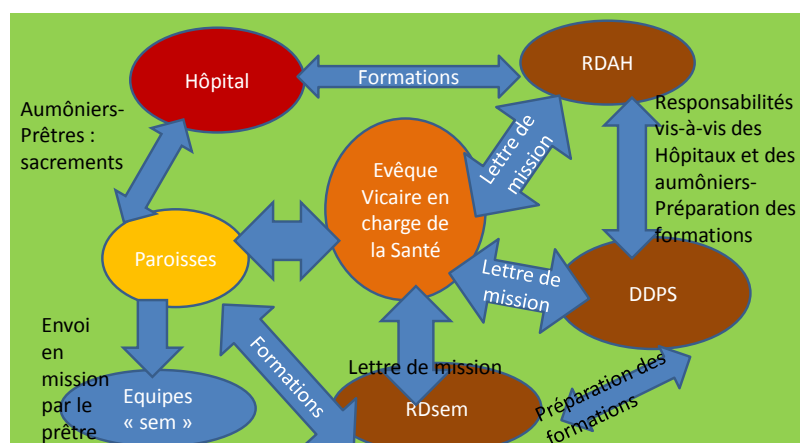 Hôpital
Formations
RDAH
Aumôniers-
Prêtres :
sacrements
Lettre de
mission
Responsabilités
vis-à-vis des
Hôpitaux et des
aumôniers-
Préparation des
formations
Evêque
Vicaire en
charge de
la Santé
Paroisses
Lettre de
mission
DDPS
Envoi
en
mission
par le
prêtre
Formations
Lettre de mission
Equipes
« sem »
RDsem
Préparation des
formations